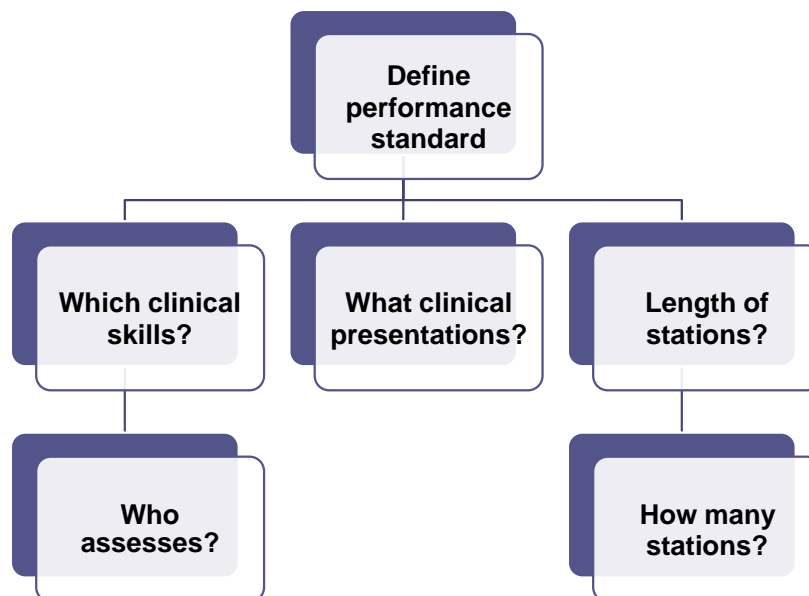 Define
performance
standard
Which clinical
skills?
What clinical
presentations?
Length of
stations?
Who
assesses?
How many
stations?